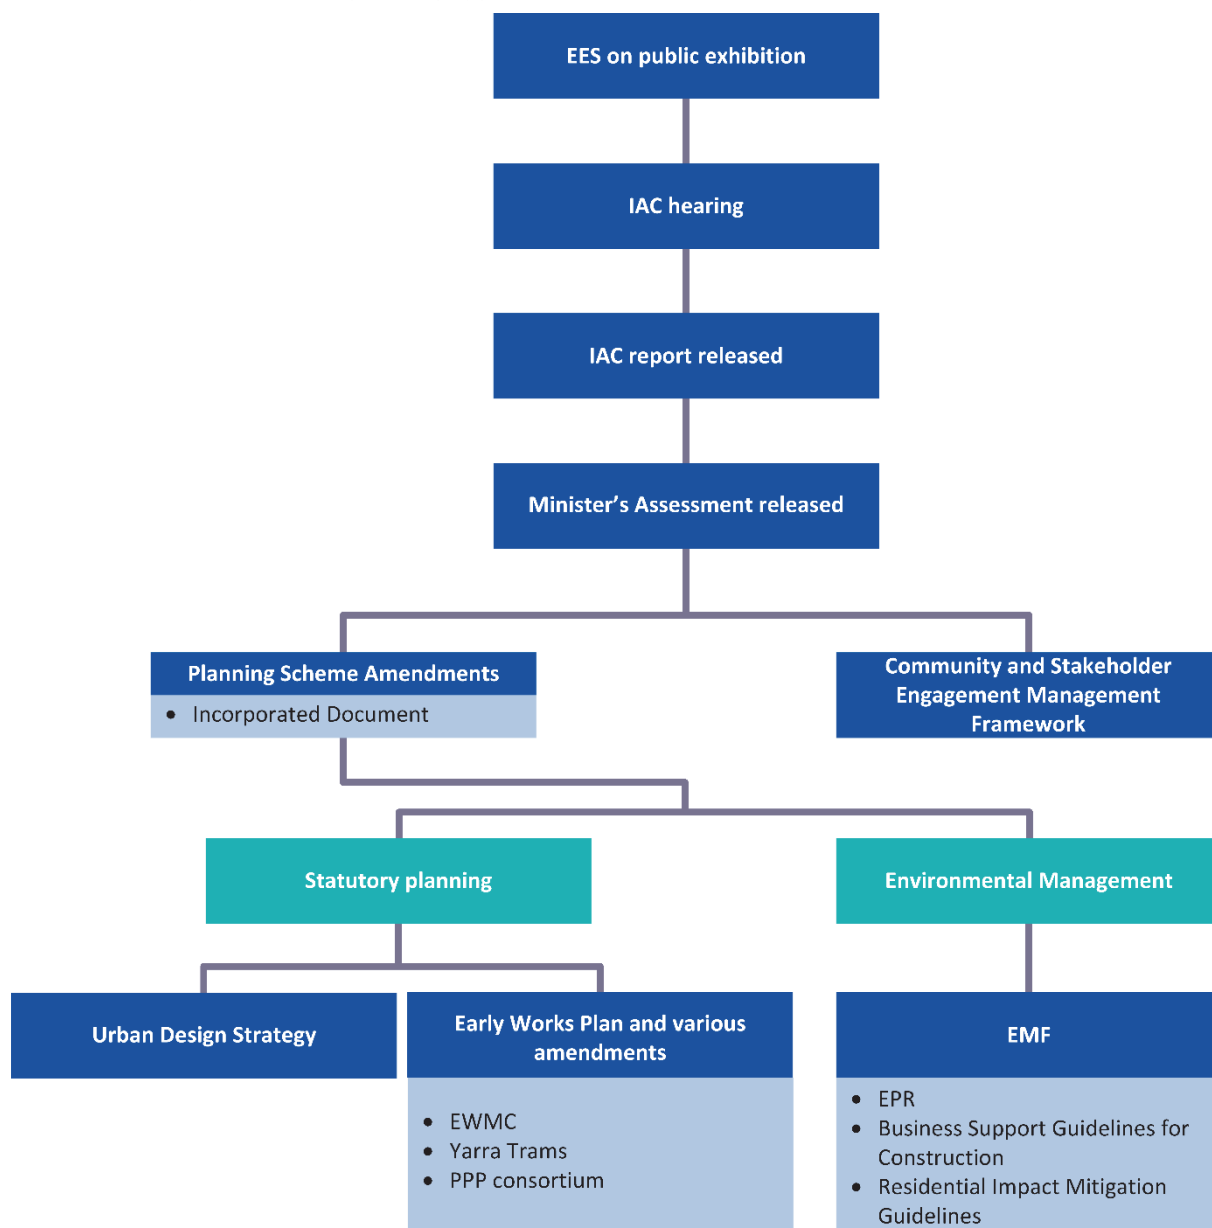 EES on public exhibition
IAC hearing
IAC report released
Minister’s Assessment released
Planning Scheme Amendments
• Incorporated Document
Community and Stakeholder
Engagement Management
Framework
Statutory planning
Environmental Management
Urban Design Strategy
Early Works Plan and various
amendments
• EWMC
• Yarra Trams
• PPP consortium
EMF
• EPR
• Business Support Guidelines for
Construction
• Residential Impact Mitigation
Guidelines